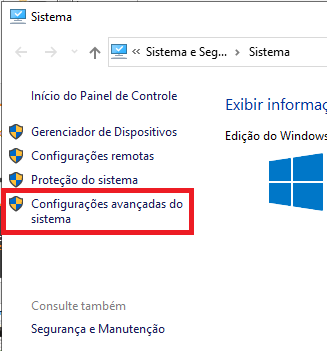 Sistema
« Sistema e Seg... > Sistema
Início do Painel de Controle
Exibir informaç
Gerenciador de Dispositivos
Edição do Windows
Configurações remotas
Proteção do sistema
Configurações avançadas do
sistema
Consulte também
Segurança e Manutenção